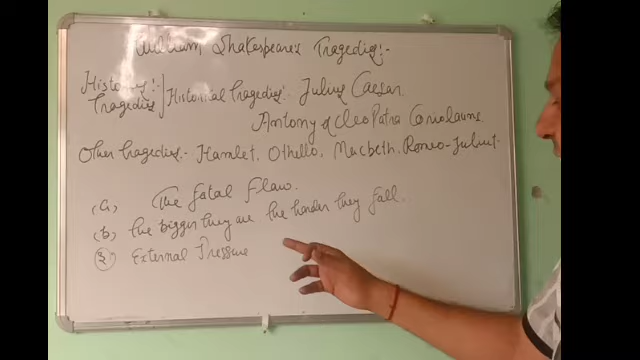 William Shakespeare's Tragedies:-
History:- Tragedies } Historical Tragedies:- Julius Caesar.
Antony & Cleopatra Coriolanus
Other tragedies:- Hamlet, Othello, Macbeth, Romeo-Juliet.
(a) The Fatal Flaw.
(b) the bigger they are the harder they fall.
External Pressure